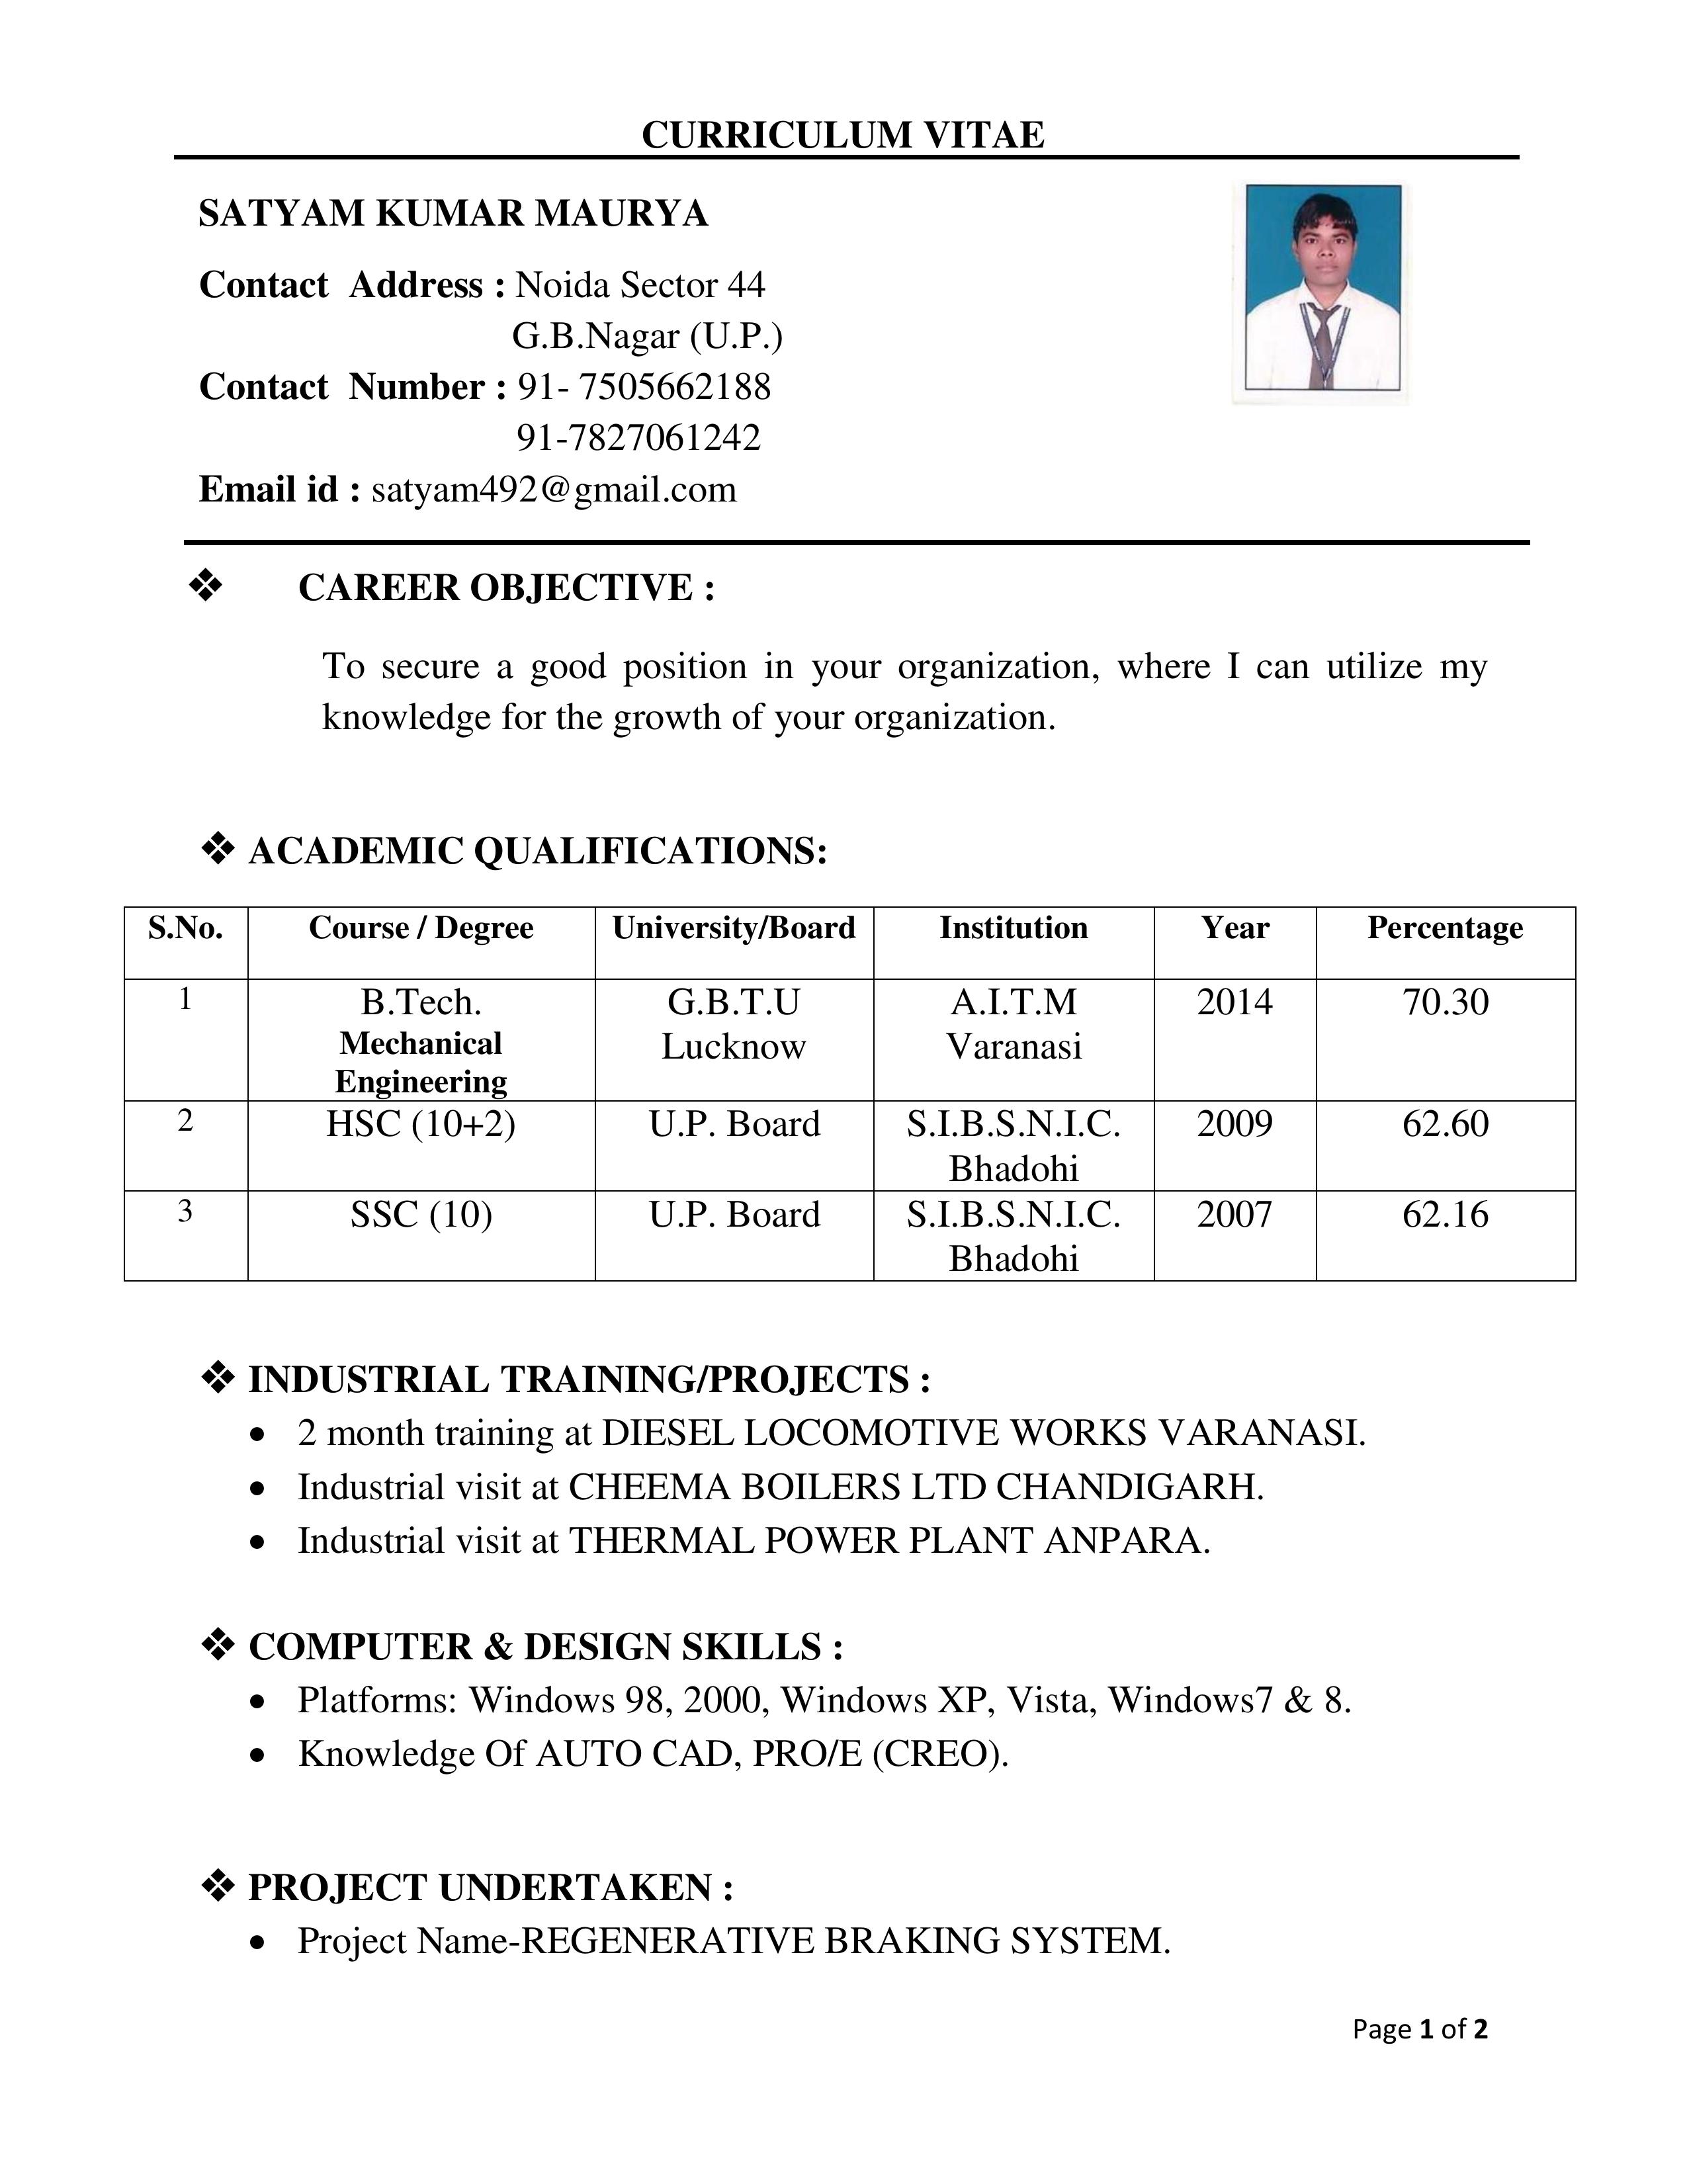 CURRICULUM VITAE
SATYAM KUMAR MAURYA
Contact Address : Noida Sector 44
G.B.Nagar (U.P.)
Contact Number : 91- 7505662188
91-7827061242
Email id : satyam492@gmail.com
❖ CAREER OBJECTIVE :
To secure a good position in your organization, where I can utilize my
knowledge for the growth of your organization.
❖ ACADEMIC QUALIFICATIONS:
S.No. Course / Degree University/Board Institution Year Percentage
1 B.Tech. G.B.T.U A.I.T.M 2014 70.30
Mechanical Lucknow Varanasi
Engineering
2 HSC (10+2) U.P. Board S.I.B.S.N.I.C. 2009 62.60
Bhadohi
3 SSC (10) U.P. Board S.I.B.S.N.I.C. 2007 62.16
Bhadohi
❖ INDUSTRIAL TRAINING/PROJECTS :
• 2 month training at DIESEL LOCOMOTIVE WORKS VARANASI.
• Industrial visit at CHEEMA BOILERS LTD CHANDIGARH.
• Industrial visit at THERMAL POWER PLANT ANPARA.
❖ COMPUTER & DESIGN SKILLS :
• Platforms: Windows 98, 2000, Windows XP, Vista, Windows7 & 8.
• Knowledge Of AUTO CAD, PRO/E (CREO).
❖ PROJECT UNDERTAKEN :
• Project Name-REGENERATIVE BRAKING SYSTEM.
Page 1 of 2